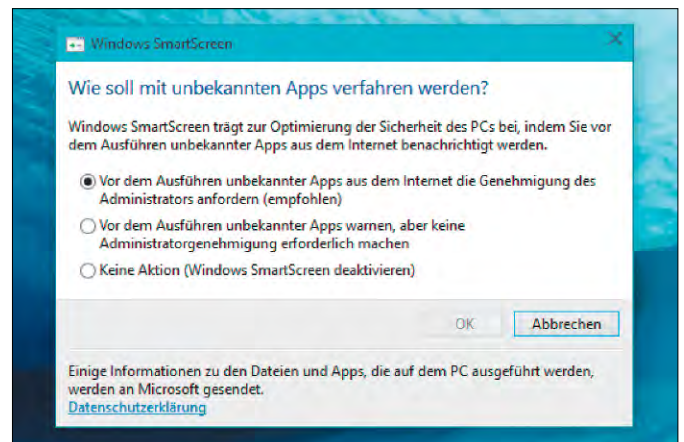 Windows SmartScreen
Wie soll mit unbekannten Apps verfahren werden?
Windows SmartScreen trägt zur Optimierung der Sicherheit des PCs bei, indem Sie vor
dem Ausführen unbekannter Apps aus dem Internet benachrichtigt werden.
Vor dem Ausführen unbekannter Apps aus dem Internet die Genehmigung des
Administrators anfordern (empfohlen)
Vor dem Ausführen unbekannter Apps warnen, aber keine
Administratorgenehmigung erforderlich machen
Keine Aktion (Windows SmartScreen deaktivieren)
OK Abbrechen
Einige Informationen zu den Dateien und Apps, die auf dem PC ausgeführt werden,
werden an Microsoft gesendet.
Datenschutzerklärung